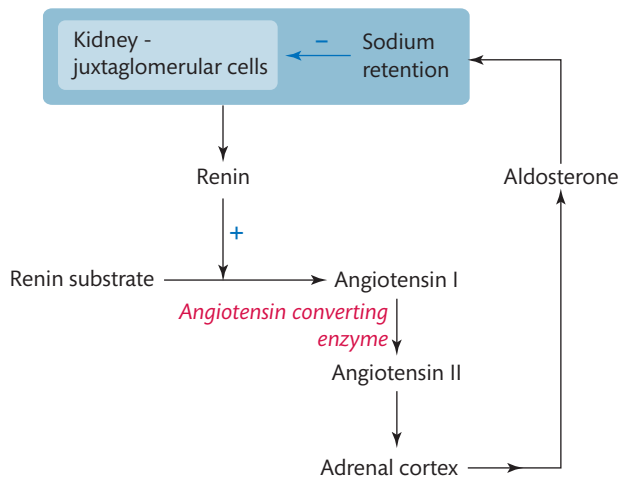 Kidney -
juxtaglomerular cells
–
Sodium
retention
Renin
Aldosterone
+
Renin substrate
Angiotensin I
Angiotensin converting
enzyme
Angiotensin II
Adrenal cortex